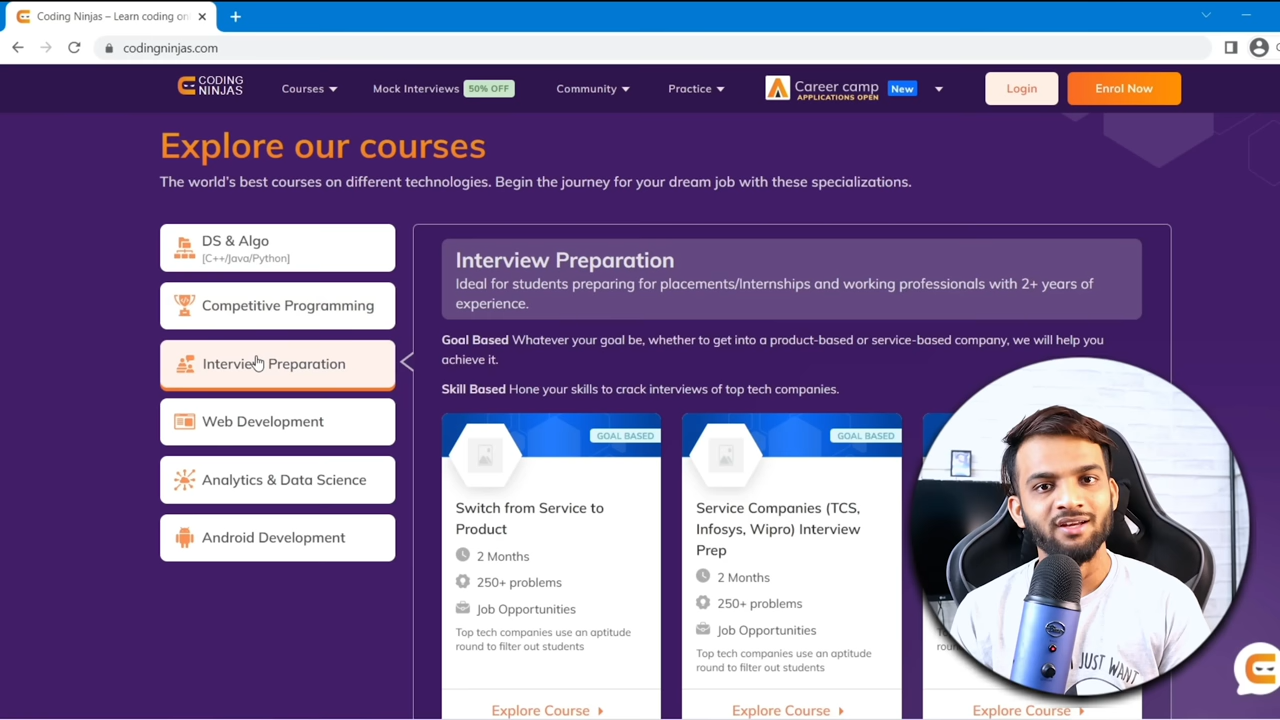 Coding Ninjas – Learn coding on
codingninjas.com
CODING
NINJAS
Courses
Mock Interviews
50% OFF
Community
Practice
Career camp
APPLICATIONS OPEN
New
Login
Enrol Now
Explore our courses
The world's best courses on different technologies. Begin the journey for your dream job with these specializations.
DS & Algo
[C++/Java/Python]
Competitive Programming
Interview Preparation
Web Development
Analytics & Data Science
Android Development
Interview Preparation
Ideal for students preparing for placements/Internships and working professionals with 2+ years of
experience.
Goal Based Whatever your goal be, whether to get into a product-based or service-based company, we will help you
achieve it.
Skill Based Hone your skills to crack interviews of top tech companies.
GOAL BASED
Switch from Service to
Product
2 Months
250+ problems
Job Opportunities
Top tech companies use an aptitude
round to filter out students
Explore Course
GOAL BASED
Service Companies (TCS,
Infosys, Wipro) Interview
Prep
2 Months
250+ problems
Job Opportunities
Top tech companies use an aptitude
round to filter out students
Explore Course
Explore Course
JUST WANT